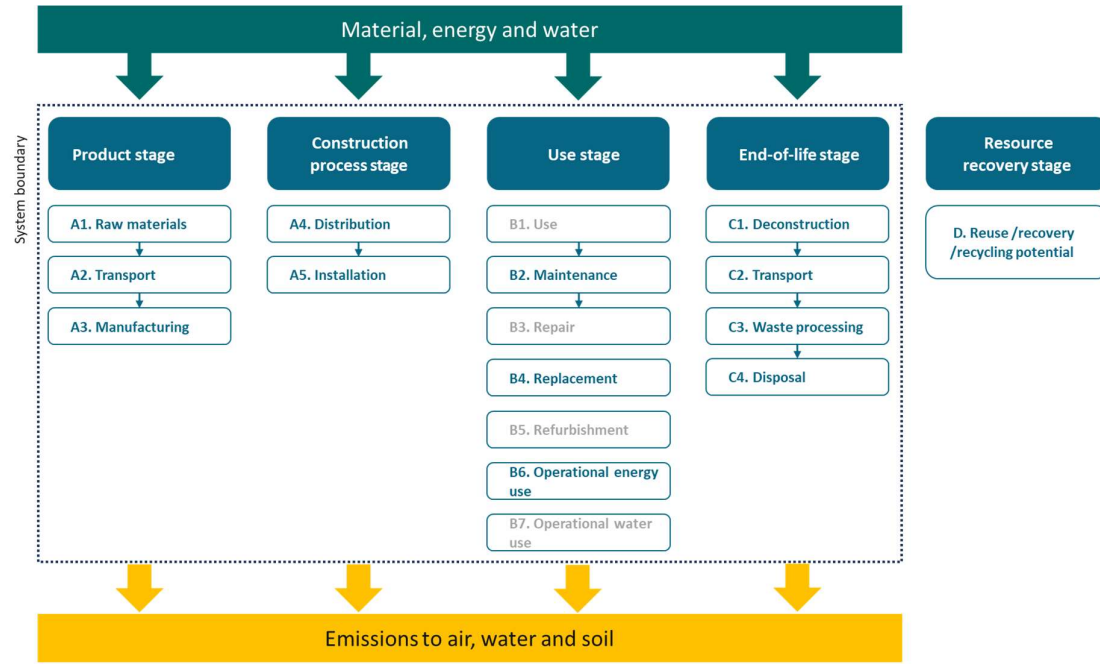 Material, energy and water
System boundary
Product stage
A1. Raw materials
A2. Transport
A3. Manufacturing
Construction
process stage
A4. Distribution
A5. Installation
Use stage
B1. Use
B2. Maintenance
B3. Repair
B4. Replacement
B5. Refurbishment
B6. Operational energy
use
B7. Operational water
use
End-of-life stage
C1. Deconstruction
C2. Transport
C3. Waste processing
C4. Disposal
Resource
recovery stage
D. Reuse /recovery
/recycling potential
Emissions to air, water and soil